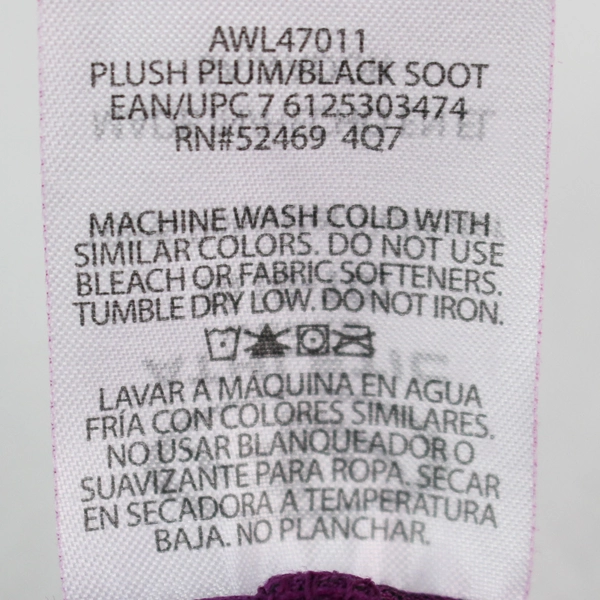 AWL47011
PLUSH PLUM/BLACK SOOT
EAN/UPC 7 6125303474
RN#52469 4Q7
MACHINE WASH COLD WITH
SIMILAR COLORS. DO NOT USE
BLEACH OR FABRIC SOFTENERS.
TUMBLE DRY LOW. DO NOT IRON.
LAVAR A MÁQUINA EN AGUA
FRÍA CON COLORES SIMILARES.
NO USAR BLANQUEADOR O
SUAVIZANTE PARA ROPA. SECAR
EN SECADORA A TEMPERATURA
BAJA. NO PLANCHAR.